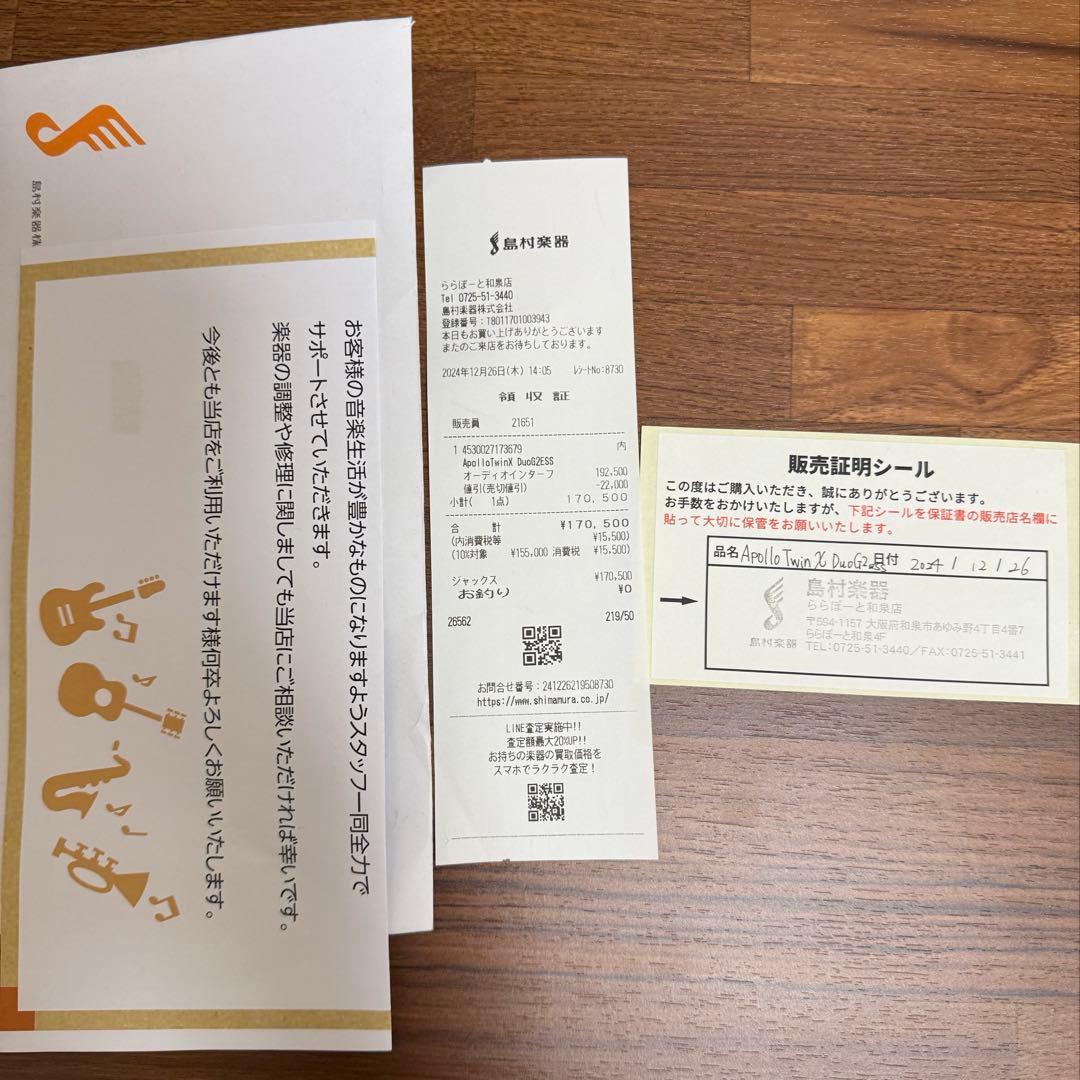 島村楽器株
お客様の音楽生活が豊かなものになりますようスタッフ一同全力で
サポートさせていただきます。
楽器の調整や修理に関しましても当店にご相談いただければ幸いです。
今後とも当店をご利用いただけます様何卒よろしくお願いいたします。
島村楽器
ららぽーと和泉店
Tel 0725-51-3440
島村楽器株式会社
登録番号:T8011701003943
本日もお買い上げありがとうございます
またのご来店をお待ちしております。
2024年12月26日(木) 14:05 レシートNo:8730
領収証
販売員 21651
1 4530027173679 内
ApolloTwinX DuoG2ESS
オーディオインターフ 192,500
値引(売切値引) -22,000
小計( 1点) 170,500
合 計 ¥170,500
(内消費税等 ¥15,500)
(10%対象 ¥155,000 消費税 ¥15,500)
ジャックス ¥170,500
お釣り ¥0
26562 219/50
お問合せ番号:241226219508730
https://www.shimamura.co.jp/
LINE査定実施中!!
査定額最大20%UP!!
お持ちの楽器の買取価格を
スマホでラクラク査定!
販売証明シール
この度はご購入いただき、誠にありがとうございます。
お手数をおかけいたしますが、下記シールを保証書の販売店名欄に
貼って大切に保管をお願いいたします。
品名 Apollo Twin X DuoG2ess 日付 2024/12/26
島村楽器
ららぽーと和泉店
〒594-1157 大阪府和泉市あゆみ野4丁目4番7
ららぽーと和泉4F
島村楽器 TEL:0725-51-3440/FAX:0725-51-3441